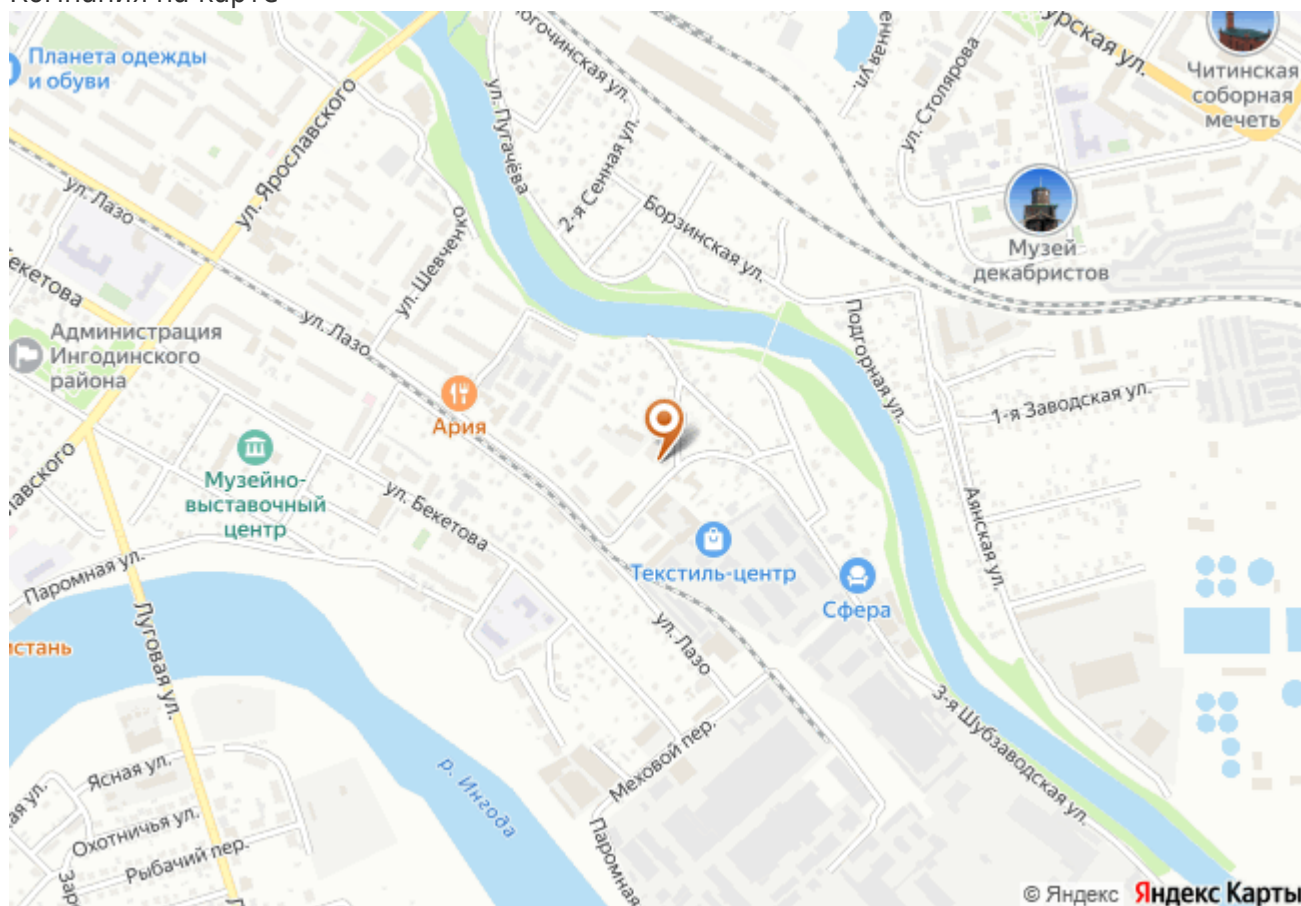 Компания на карте
Планета одежды
и обуви
ул. Ярославского
ул. Пугачёва
2-я Сенная ул.
ул. Столярова
Читинская
соборная
мечеть
Борзинская ул.
Музей
декабристов
ул. Лазо
ул. Шевченко
Администрация
Ингодинского
района
ул. Лазо
Подгорная ул.
1-я Заводская ул.
Ария
Музейно-
выставочный
центр
ул. Бекетова
Аянская ул.
Текстиль-центр
Сфера
Паромная ул.
Луговая ул.
ул. Лазо
3-я Шубзаводская ул.
Меховой пер.
р. Ингода
Ясная ул.
Охотничья ул.
Рыбачий пер.
Паромная
© Яндекс Яндекс Карты